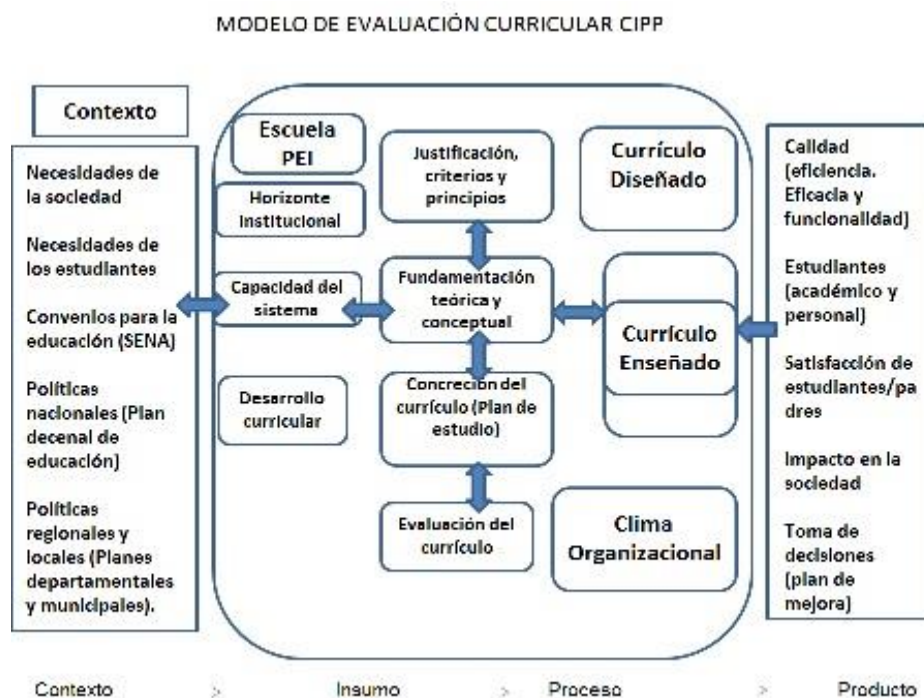 MODELO DE EVALUACIÓN CURRICULAR CIPP
Contexto
Necesidades de
la sociedad
Necesidades de
los estudiantes
Convenios para la
educación (SENA)
Políticas
nacionales (Plan
decenal de
educación)
Políticas
regionales y
locales (Planes
departamentales
y municipales).
Escuela
PEI
Horizonte
Institucional
Capacidad del
sistema
Desarrollo
curricular
Justificación,
criterios y
principios
Fundamentación
teórica y
conceptual
Concreción del
currículo (Plan de
estudio)
Evaluación del
currículo
Currículo
Diseñado
Currículo
Enseñado
Clima
Organizacional
Calidad
(eficiencia.
Eficacia y
funcionalidad)
Estudiantes
(académico y
personal)
Satisfacción de
estudiantes/pa
dres
Impacto en la
sociedad
Toma de
decisiones
(plan de
mejora)
Contexto > Insumo > Proceso > Producto